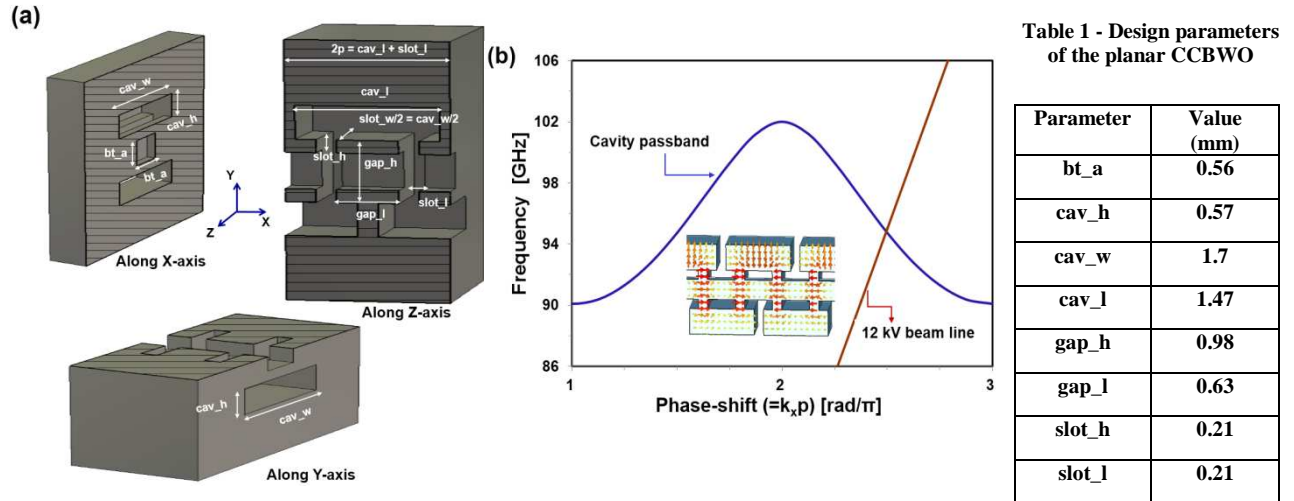 (a)
cav_w
cav_h
bt_a
bt_a
Along X-axis
Y
Z
X
2p = cav_l + slot_l
cav_l
slot_w/2 = cav_w/2
slot_h
gap_h
slot_l
gap_l
Along Z-axis
cav_h
cav_w
Along Y-axis
(b)
Frequency [GHz]
106
102
98
94
90
86
Cavity passband
12 kV beam line
1
2
3
Phase-shift (=kₓp) [rad/π]
Table 1 - Design parameters
of the planar CCBWO
Parameter Value
(mm)
bt_a 0.56
cav_h 0.57
cav_w 1.7
cav_l 1.47
gap_h 0.98
gap_l 0.63
slot_h 0.21
slot_l 0.21